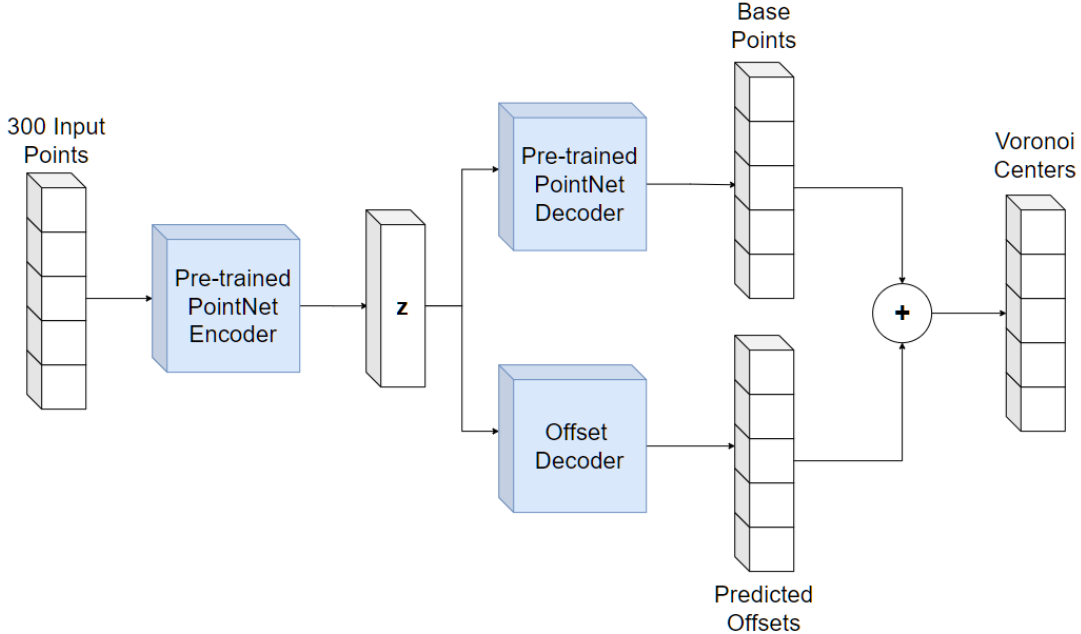 300 Input
Points
Pre-trained
PointNet
Encoder
z
Pre-trained
PointNet
Decoder
Offset
Decoder
Base
Points
Predicted
Offsets
+
Voronoi
Centers